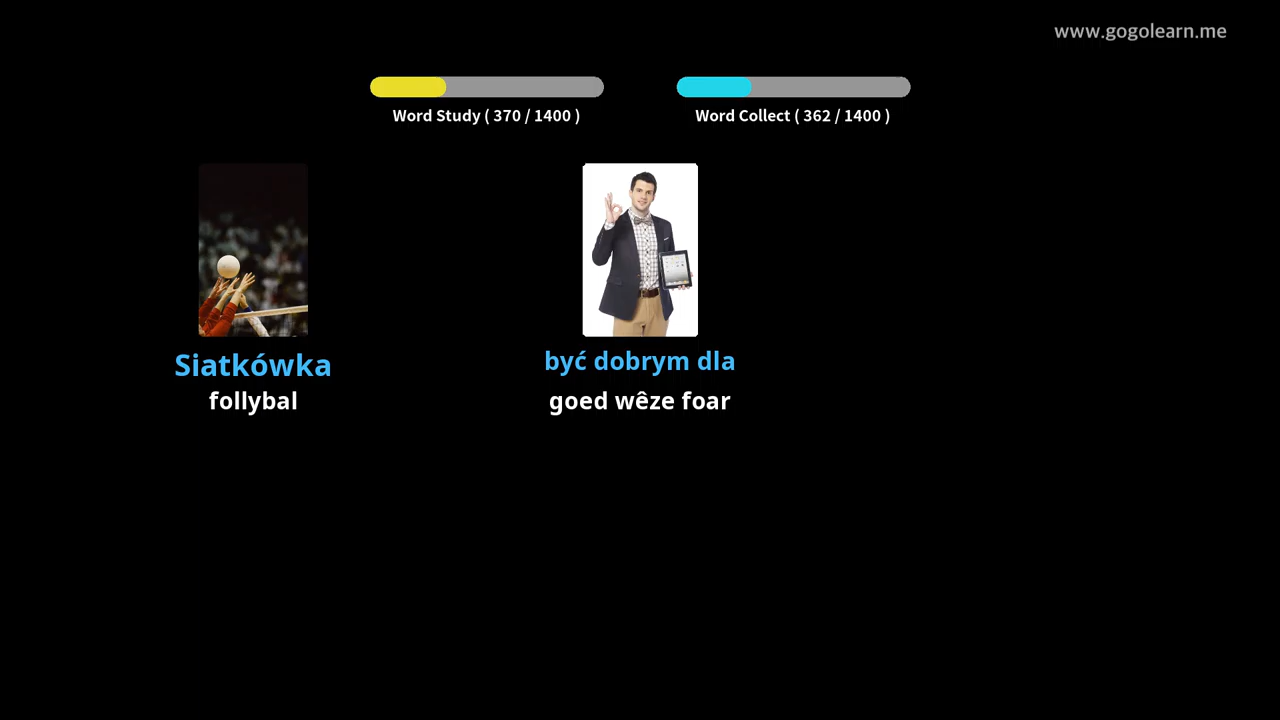 www.gogolearn.me
Word Study ( 370 / 1400 )
Word Collect ( 362 / 1400 )
Siatkówka
follybal
być dobrym dla
goed wêze foar